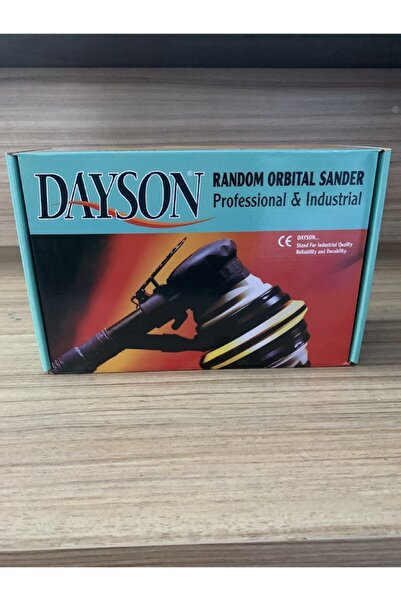 DAYSON®
RANDOM ORBITAL SANDER
Professional & Industrial
CE DAYSON...
Stand For Industrial Quality
Reliability and Durability.